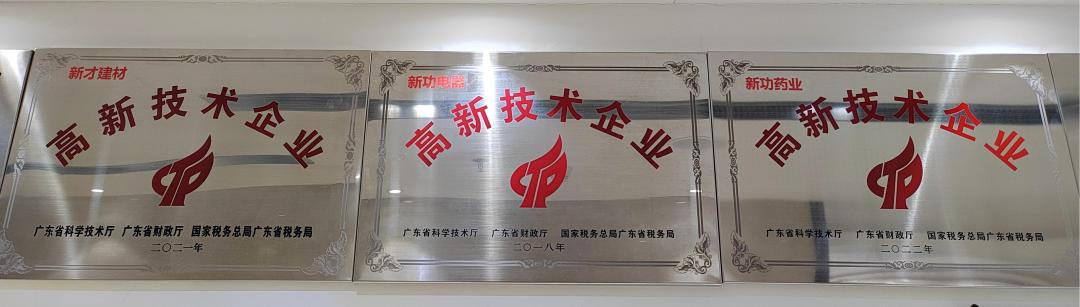 新才建材
高新技术企业
广东省科学技术厅 广东省财政厅 国家税务总局广东省税务局
二〇二一年
新功电器
高新技术企业
广东省科学技术厅 广东省财政厅 国家税务总局广东省税务局
二〇一八年
新功药业
高新技术企业
广东省科学技术厅 广东省财政厅 国家税务总局广东省税务局
二〇二二年